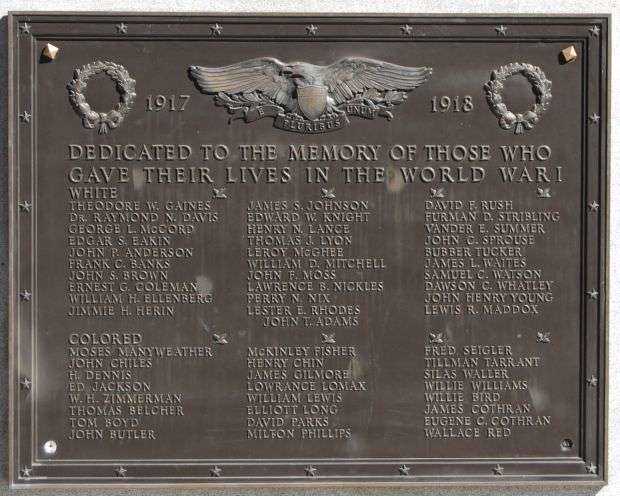 1917
1918
E PLURIBUS UNUM
DEDICATED TO THE MEMORY OF THOSE WHO
GAVE THEIR LIVES IN THE WORLD WAR I
WHITE
THEODORE W. GAINES
DR. RAYMOND N. DAVIS
GEORGE L. McCORD
EDGAR S. EAKIN
JOHN P. ANDERSON
FRANK C. BANKS
JOHN S. BROWN
ERNEST G. COLEMAN
WILLIAM H. ELLENBERG
JIMMIE H. HERIN
JAMES S. JOHNSON
EDWARD W. KNIGHT
HENRY N. LANCE
THOMAS J. LYON
LEROY McGHEE
WILLIAM D. MITCHELL
JOHN F. MOSS
LAWRENCE B. NICKLES
PERRY N. NIX
LESTER E. RHODES
JOHN T. ADAMS
DAVID F. RUSH
FURMAN D. STRIBLING
VANDER E. SUMMER
JOHN C. SPROUSE
BUBBER TUCKER
JAMES L. WAITES
SAMUEL C. WATSON
DAWSON C. WHATLEY
JOHN HENRY YOUNG
LEWIS R. MADDOX
COLORED
MOSES MANYWEATHER
JOHN CHILES
H. DENNIS
ED JACKSON
W. H. ZIMMERMAN
THOMAS BELCHER
TOM BOYD
JOHN BUTLER
McKINLEY FISHER
HENRY CHIN
JAMES GILMORE
LOWRANCE LOMAX
WILLIAM LEWIS
ELLIOTT LONG
DAVID PARKS
MILTON PHILLIPS
FRED SEIGLER
TILLMAN TARRANT
SILAS WALLER
WILLIE WILLIAMS
WILLIE BIRD
JAMES COTHRAN
EUGENE C. COTHRAN
WALLACE RED